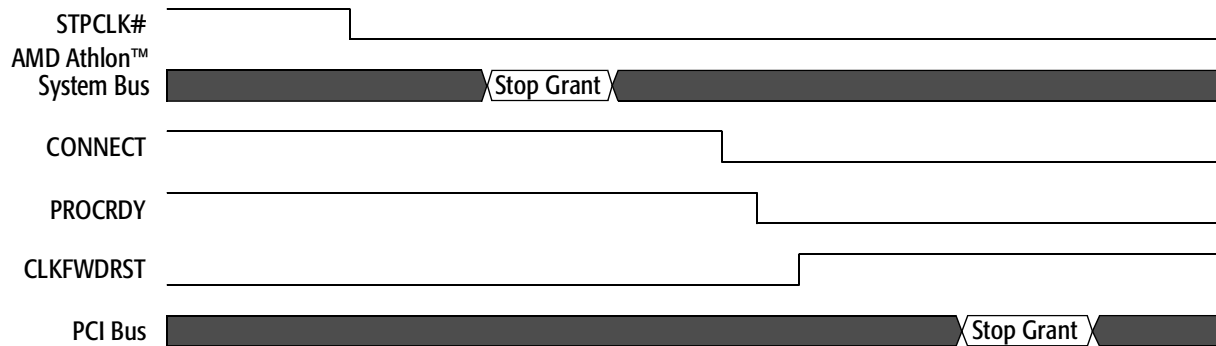 STPCLK#
AMD Athlon™
System Bus
Stop Grant
CONNECT
PROCRDY
CLKFWDRST
PCI Bus
Stop Grant